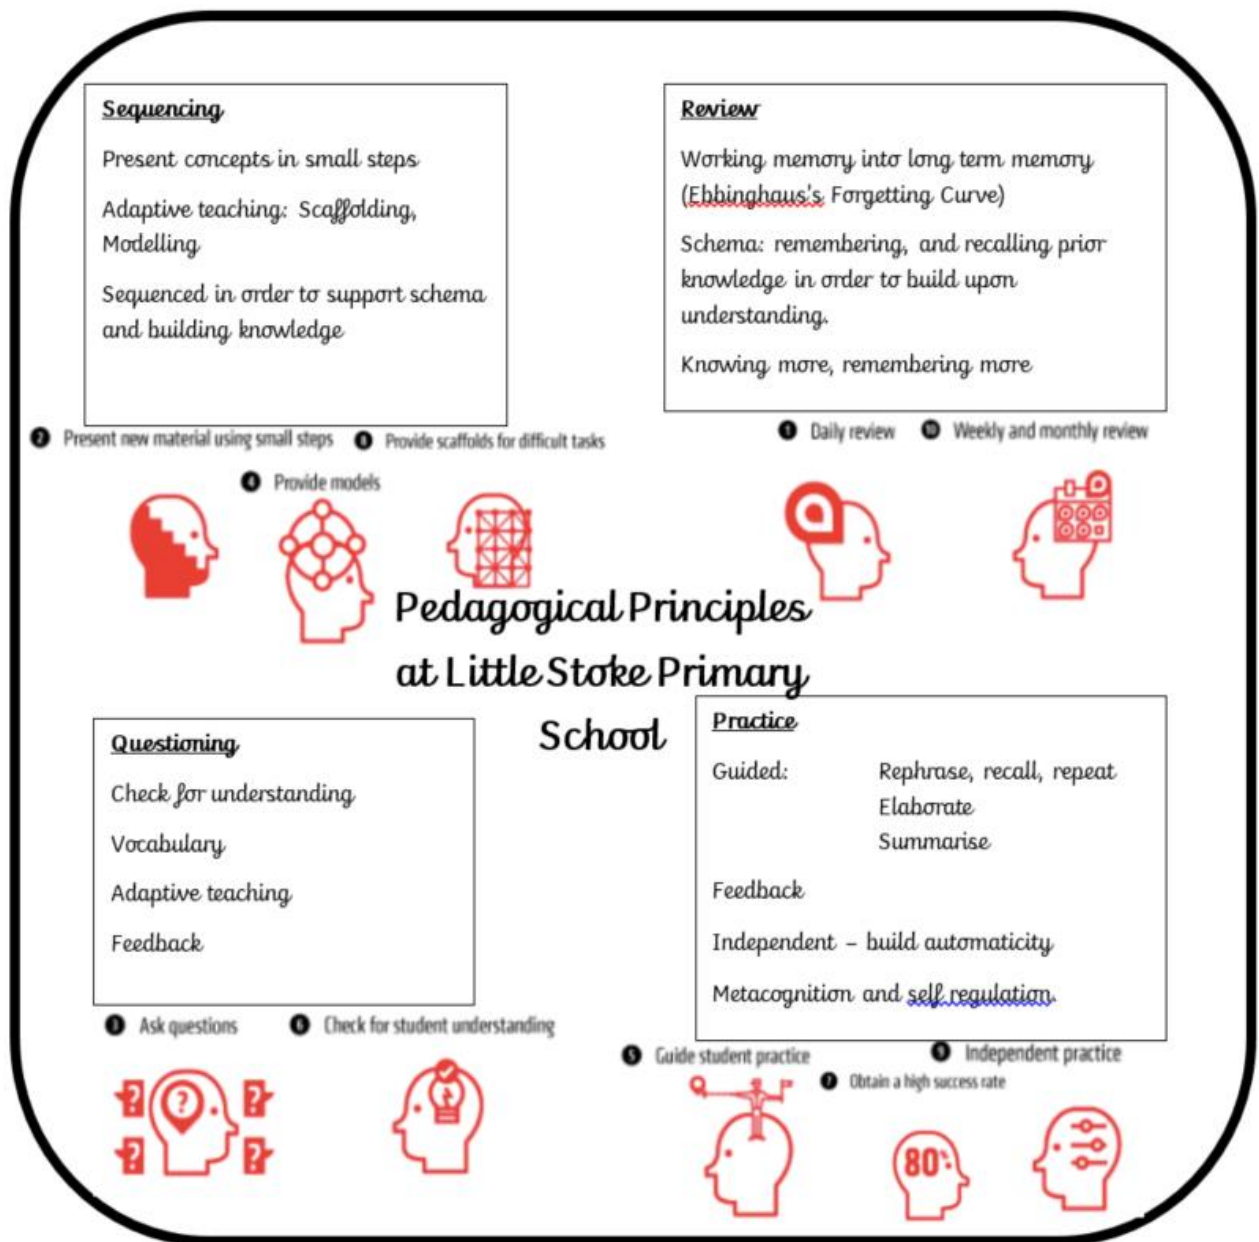 Sequencing
Present concepts in small steps
Adaptive teaching: Scaffolding,
Modelling
Sequenced in order to support schema
and building knowledge
2 Present new material using small steps
8 Provide scaffolds for difficult tasks
4 Provide models
Review
Working memory into long term memory
(Ebbinghaus's Forgetting Curve)
Schema: remembering, and recalling prior
knowledge in order to build upon
understanding.
Knowing more, remembering more
1 Daily review
10 Weekly and monthly review
Pedagogical Principles
at Little Stoke Primary
School
Questioning
Check for understanding
Vocabulary
Adaptive teaching
Feedback
3 Ask questions
6 Check for student understanding
? ? ? ? ?
Practice
Guided: Rephrase, recall, repeat
Elaborate
Summarise
Feedback
Independent – build automaticity
Metacognition and self regulation.
5 Guide student practice
9 Independent practice
7 Obtain a high success rate
80%